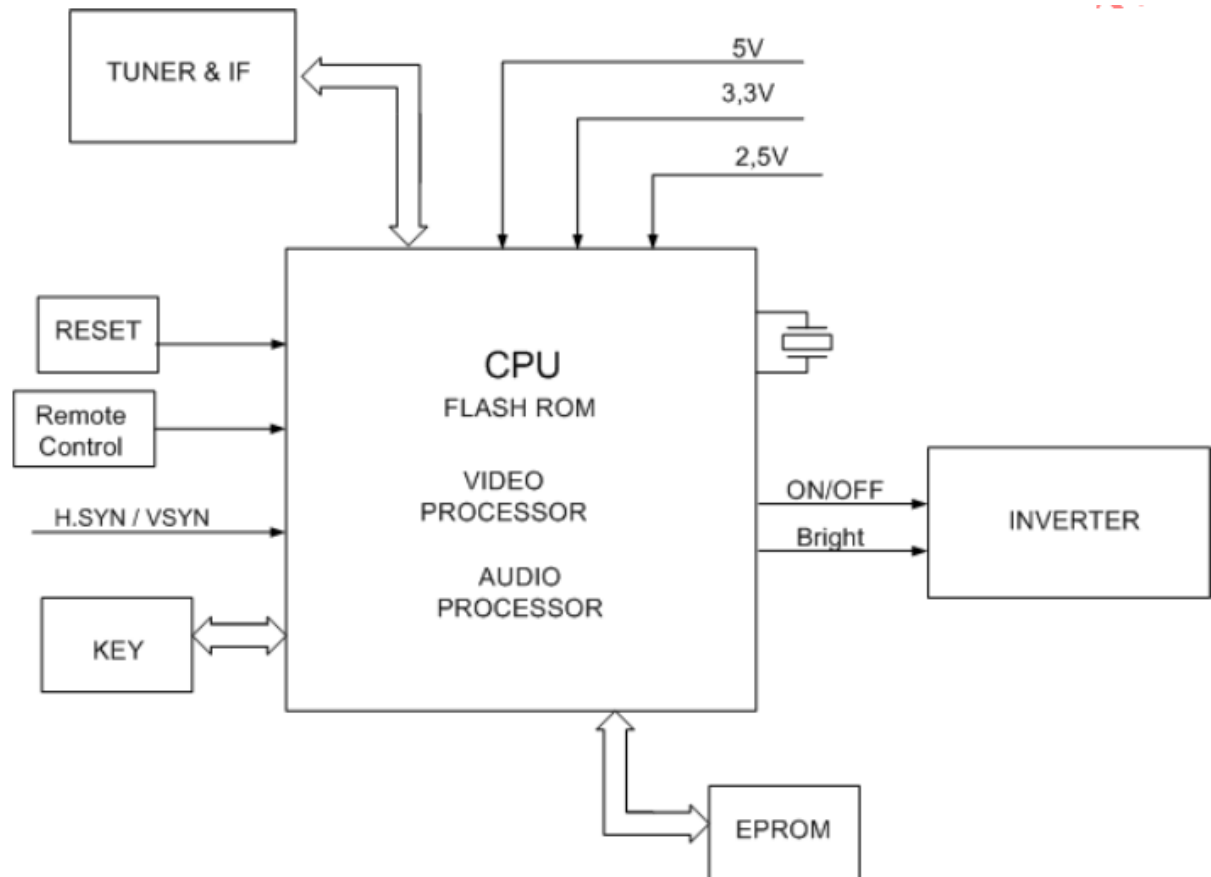 TUNER & IF
5V
3,3V
2,5V
RESET
Remote
Control
H.SYN / VSYN
KEY
CPU
FLASH ROM
VIDEO
PROCESSOR
AUDIO
PROCESSOR
ON/OFF
Bright
INVERTER
EPROM